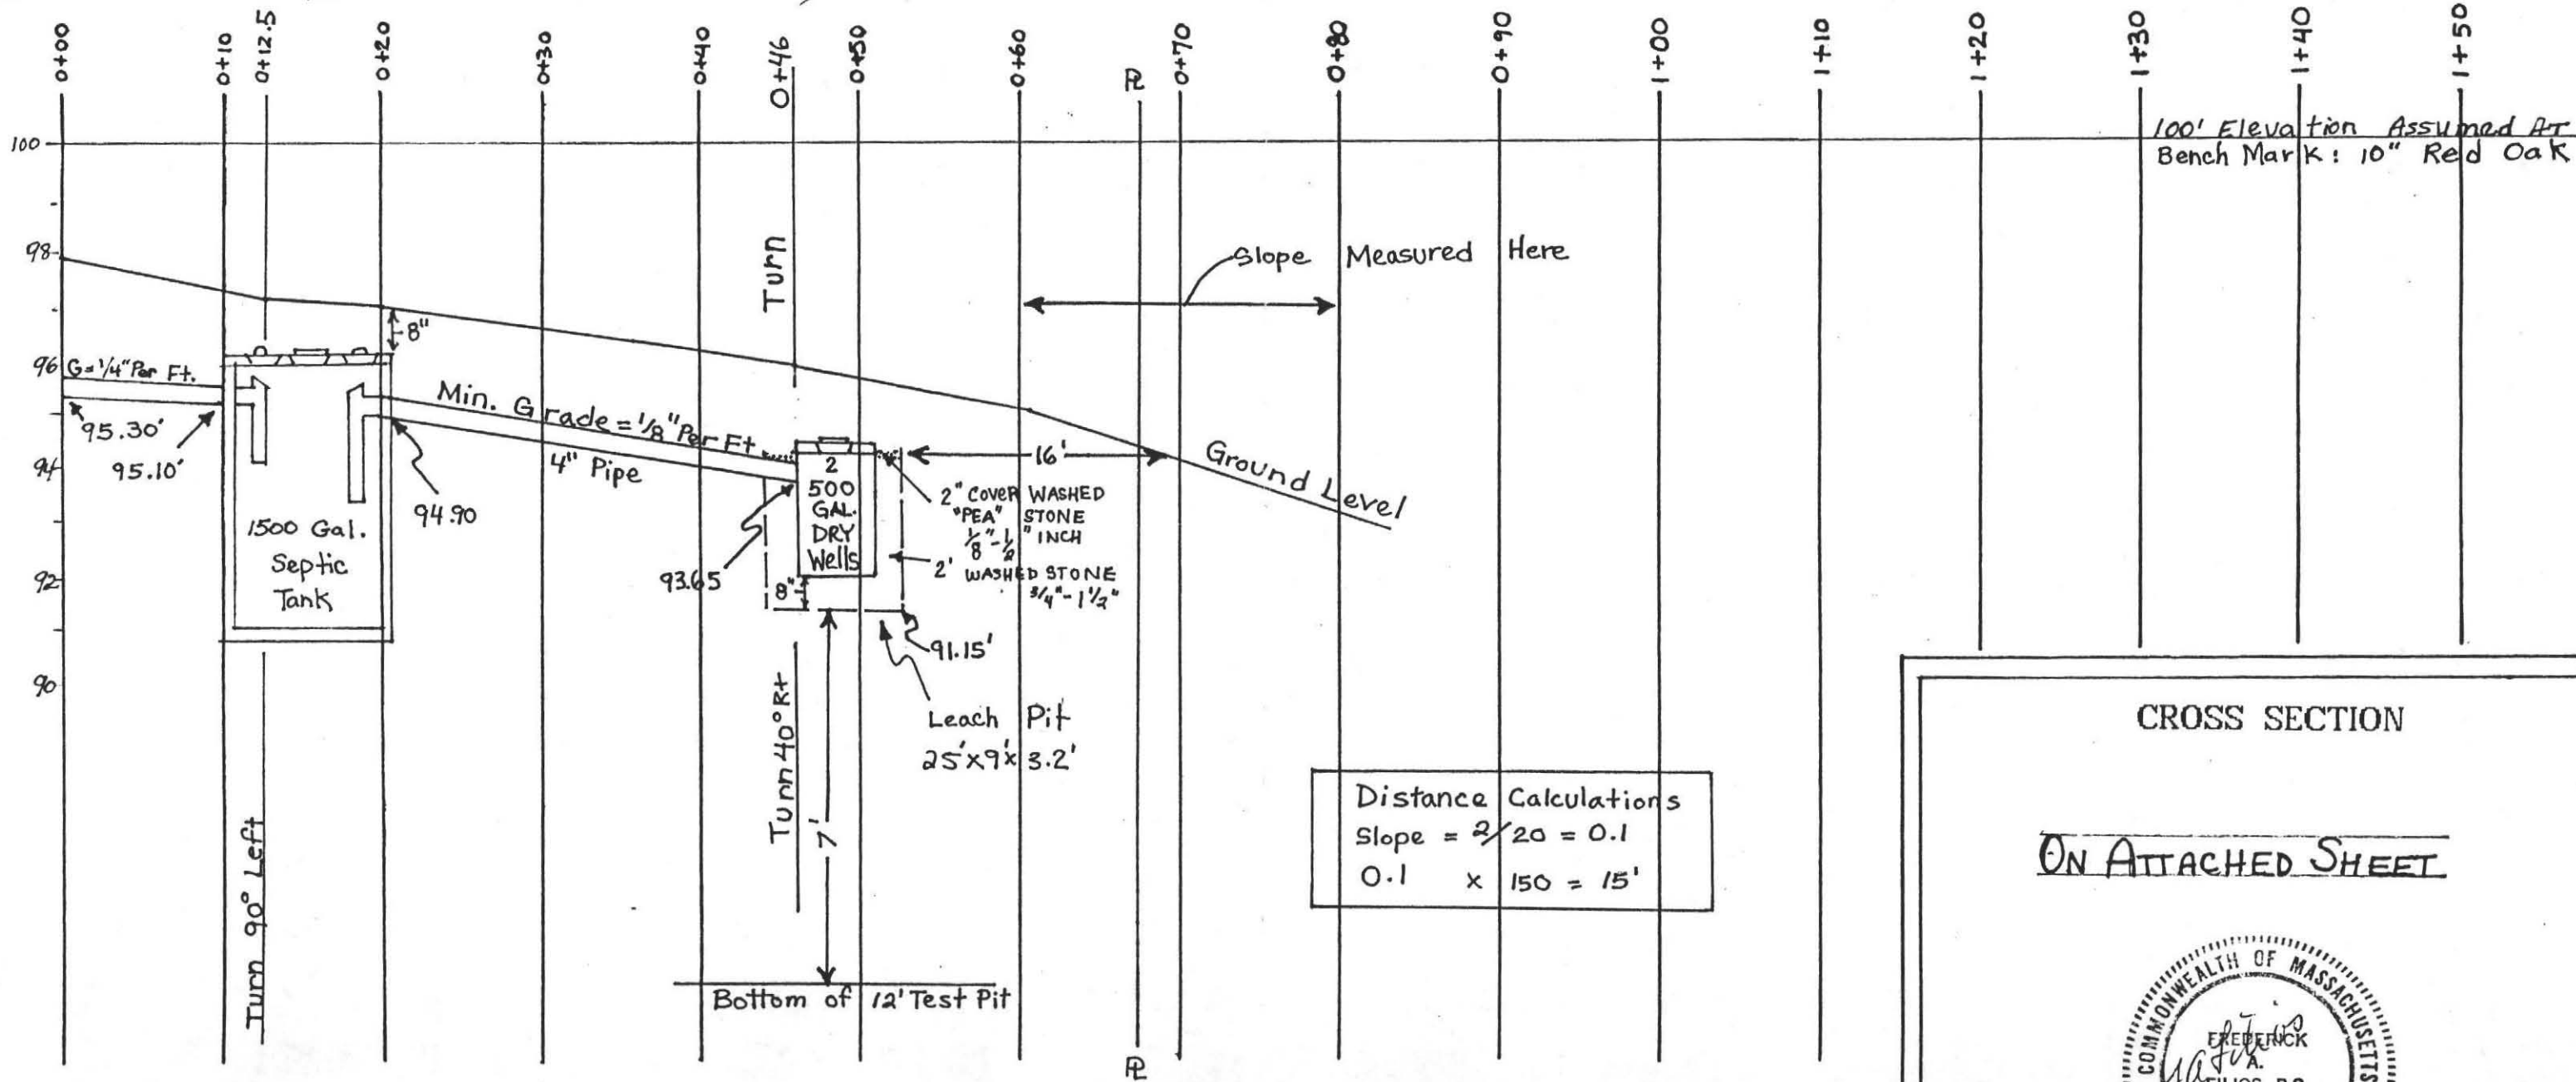 0+00
0+10
0+12.5
0+20
0+30
0+40
0+46
0+50
0+60
PL
0+70
0+80
0+90
1+00
1+10
1+20
1+30
1+40
1+50
100
98
96
94
92
90
100' Elevation Assumed AT
Bench Mark: 10" Red Oak
Turn
Slope Measured Here
8"
G=1/4" Per Ft.
95.30'
95.10'
Min. Grade = 1/8" Per Ft
4" Pipe
94.90
1500 Gal.
Septic
Tank
2
500
GAL.
DRY
Wells
93.65
8"
16'
Ground Level
2" COVER WASHED
"PEA" STONE
1/8"-1/2" INCH
2' WASHED STONE
3/4"-1 1/2"
91.15'
Leach Pit
25'x9'x3.2'
Turn 90° Left
Turn 40° Rt
7'
Bottom of 12' Test Pit
PL
Distance Calculations
Slope = 2/20 = 0.1
0.1 x 150 = 15'
CROSS SECTION
ON ATTACHED SHEET
COMMONWEALTH OF MASSACHUSETTS
FREDERICK
A.